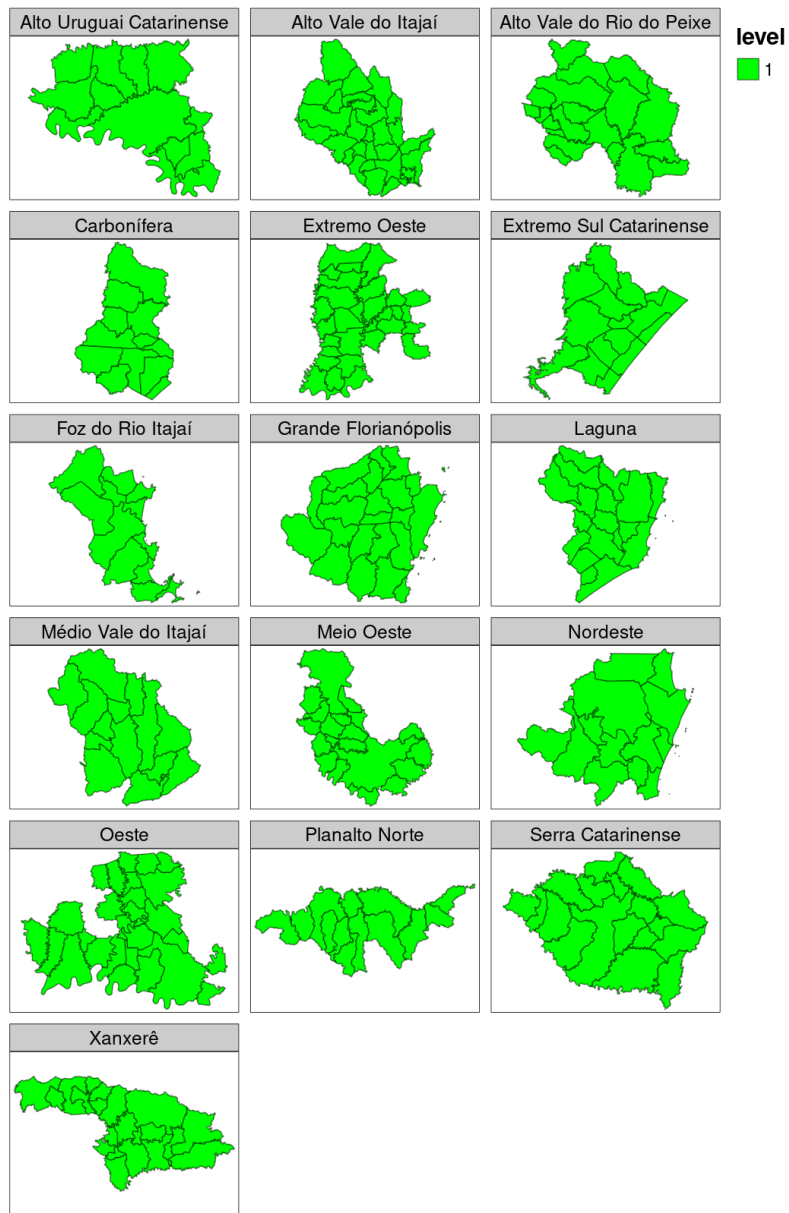 Alto Uruguai Catarinense
Alto Vale do Itajaí
Alto Vale do Rio do Peixe
level
1
Carbonífera
Extremo Oeste
Extremo Sul Catarinense
Foz do Rio Itajaí
Grande Florianópolis
Laguna
Médio Vale do Itajaí
Meio Oeste
Nordeste
Oeste
Planalto Norte
Serra Catarinense
Xanxerê